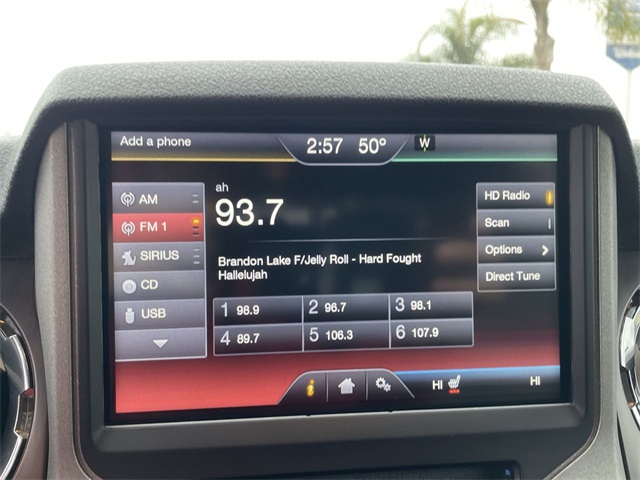 Add a phone
2:57 50°
W
AM
FM 1
SIRIUS
CD
USB
ah
93.7
Brandon Lake F/Jelly Roll - Hard Fought
Hallelujah
1 98.9
2 96.7
3 98.1
4 89.7
5 106.3
6 107.9
HD Radio
Scan
Options
Direct Tune
i
HI
HI